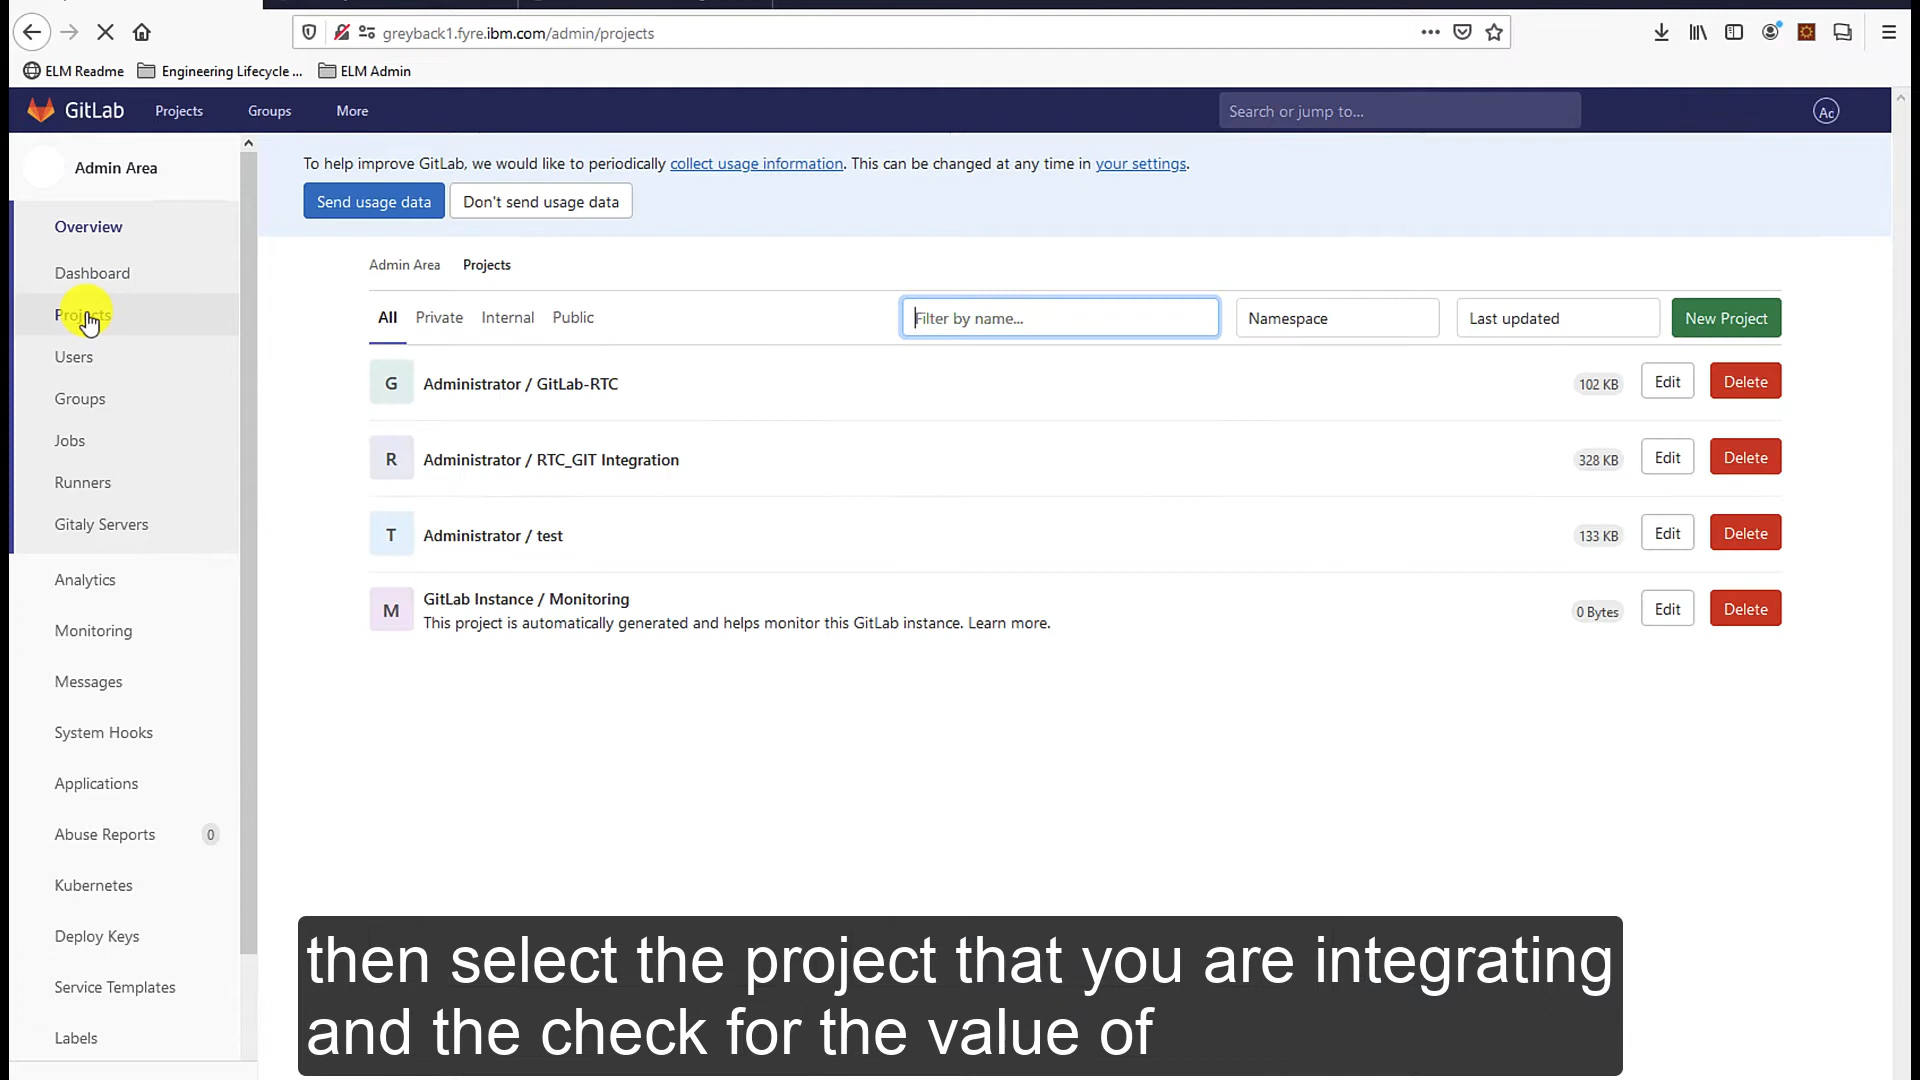 greyback1.fyre.ibm.com/admin/projects
ELM Readme Engineering Lifecycle ... ELM Admin
GitLab Projects Groups More Search or jump to... Ac
Admin Area
Overview
Dashboard
Projects
Users
Groups
Jobs
Runners
Gitaly Servers
Analytics
Monitoring
Messages
System Hooks
Applications
Abuse Reports 0
Kubernetes
Deploy Keys
Service Templates
Labels
To help improve GitLab, we would like to periodically collect usage information. This can be changed at any time in your settings.
Send usage data Don't send usage data
Admin Area Projects
All Private Internal Public Filter by name... Namespace Last updated New Project
G Administrator / GitLab-RTC 102 KB Edit Delete
R Administrator / RTC_GIT Integration 328 KB Edit Delete
T Administrator / test 133 KB Edit Delete
M GitLab Instance / Monitoring 0 Bytes Edit Delete
This project is automatically generated and helps monitor this GitLab instance. Learn more.
then select the project that you are integrating
and the check for the value of